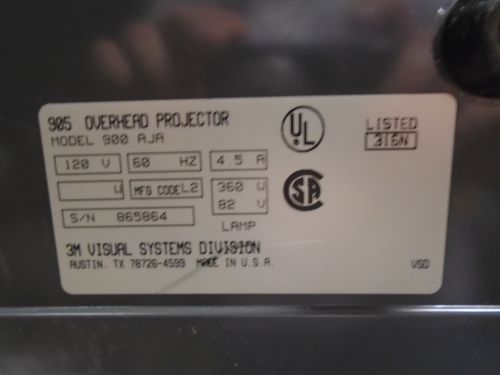 905 OVERHEAD PROJECTOR
MODEL 900 AJA
120 V 60 HZ 4.5 A
W MFG CODE L2 360 W
82 V
S/N 865864
LAMP
3M VISUAL SYSTEMS DIVISION
AUSTIN, TX 78726-4599 MADE IN U.S.A.
UL
LISTED
316N
SA
VSD